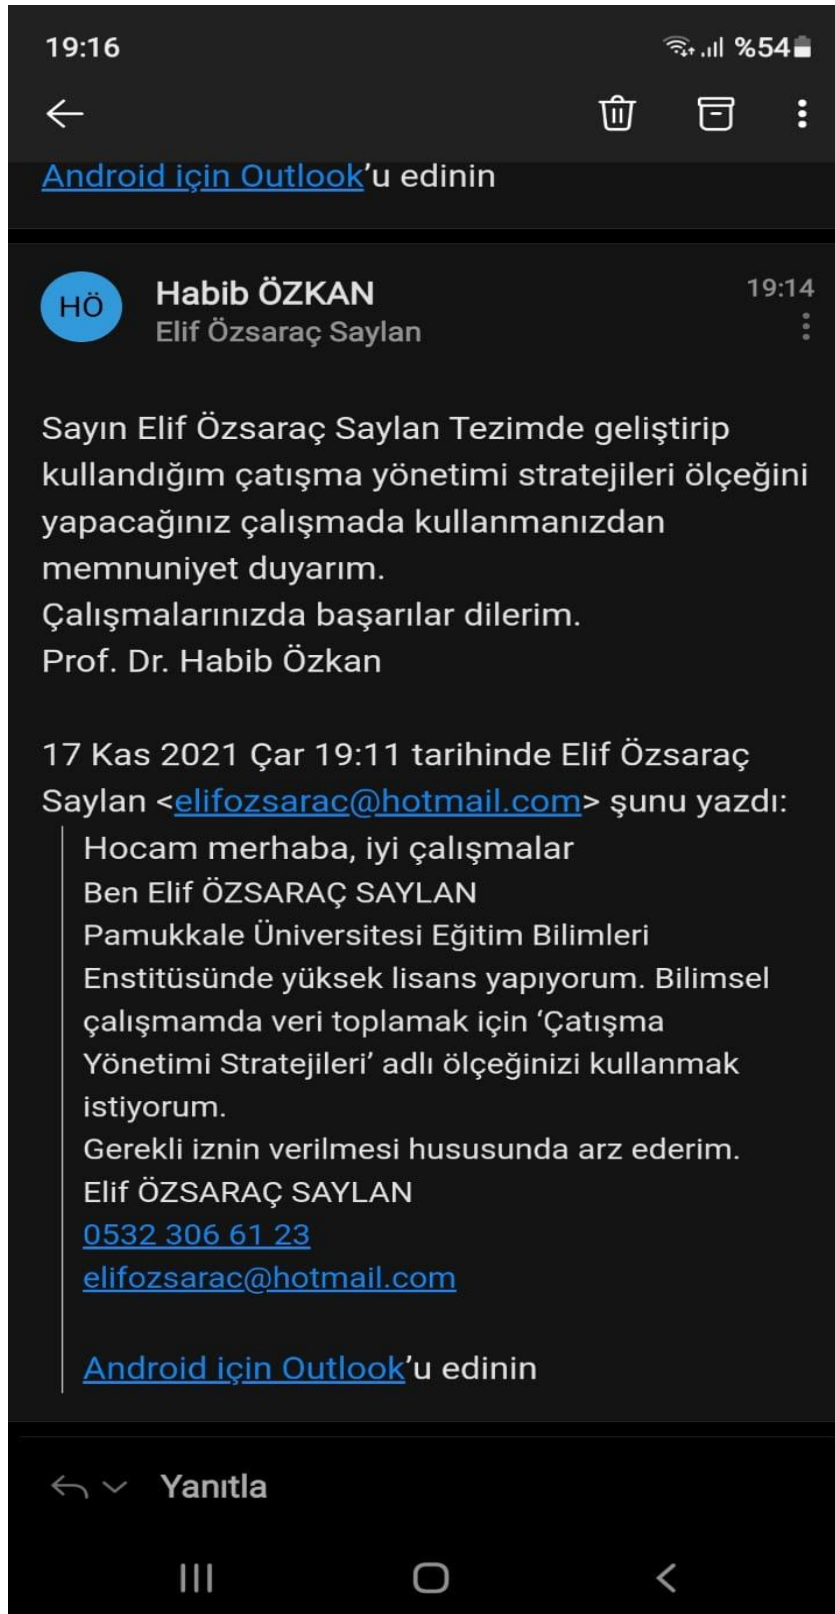 19:16
%54
Android için Outlook’u edinin
HÖ
Habib ÖZKAN
19:14
Elif Özsaraç Saylan
Sayın Elif Özsaraç Saylan Tezimde geliştirip
kullandığım çatışma yönetimi stratejileri ölçeğini
yapacağınız çalışmada kullanmanızdan
memnuniyet duyarım.
Çalışmalarınızda başarılar dilerim.
Prof. Dr. Habib Özkan
17 Kas 2021 Çar 19:11 tarihinde Elif Özsaraç
Saylan <elifozsarac@hotmail.com> şunu yazdı:
Hocam merhaba, iyi çalışmalar
Ben Elif ÖZSARAÇ SAYLAN
Pamukkale Üniversitesi Eğitim Bilimleri
Enstitüsünde yüksek lisans yapıyorum. Bilimsel
çalışmamda veri toplamak için ‘Çatışma
Yönetimi Stratejileri’ adlı ölçeğinizi kullanmak
istiyorum.
Gerekli iznin verilmesi hususunda arz ederim.
Elif ÖZSARAÇ SAYLAN
0532 306 61 23
elifozsarac@hotmail.com
Android için Outlook’u edinin
Yanıtla